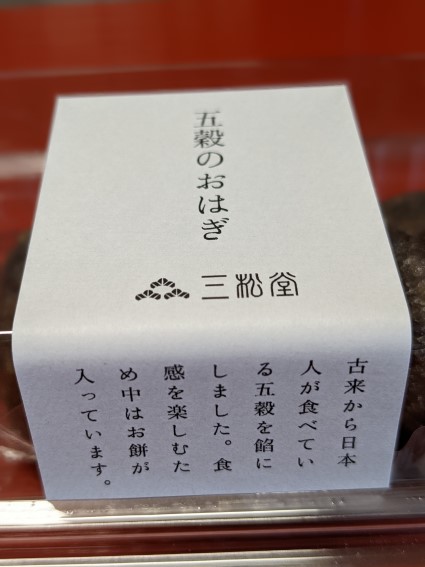 五穀のおはぎ
三松堂
古来から日本
人が食べてい
る五穀を餡に
しました。食
感を楽しむた
め中はお餅が
入っています。